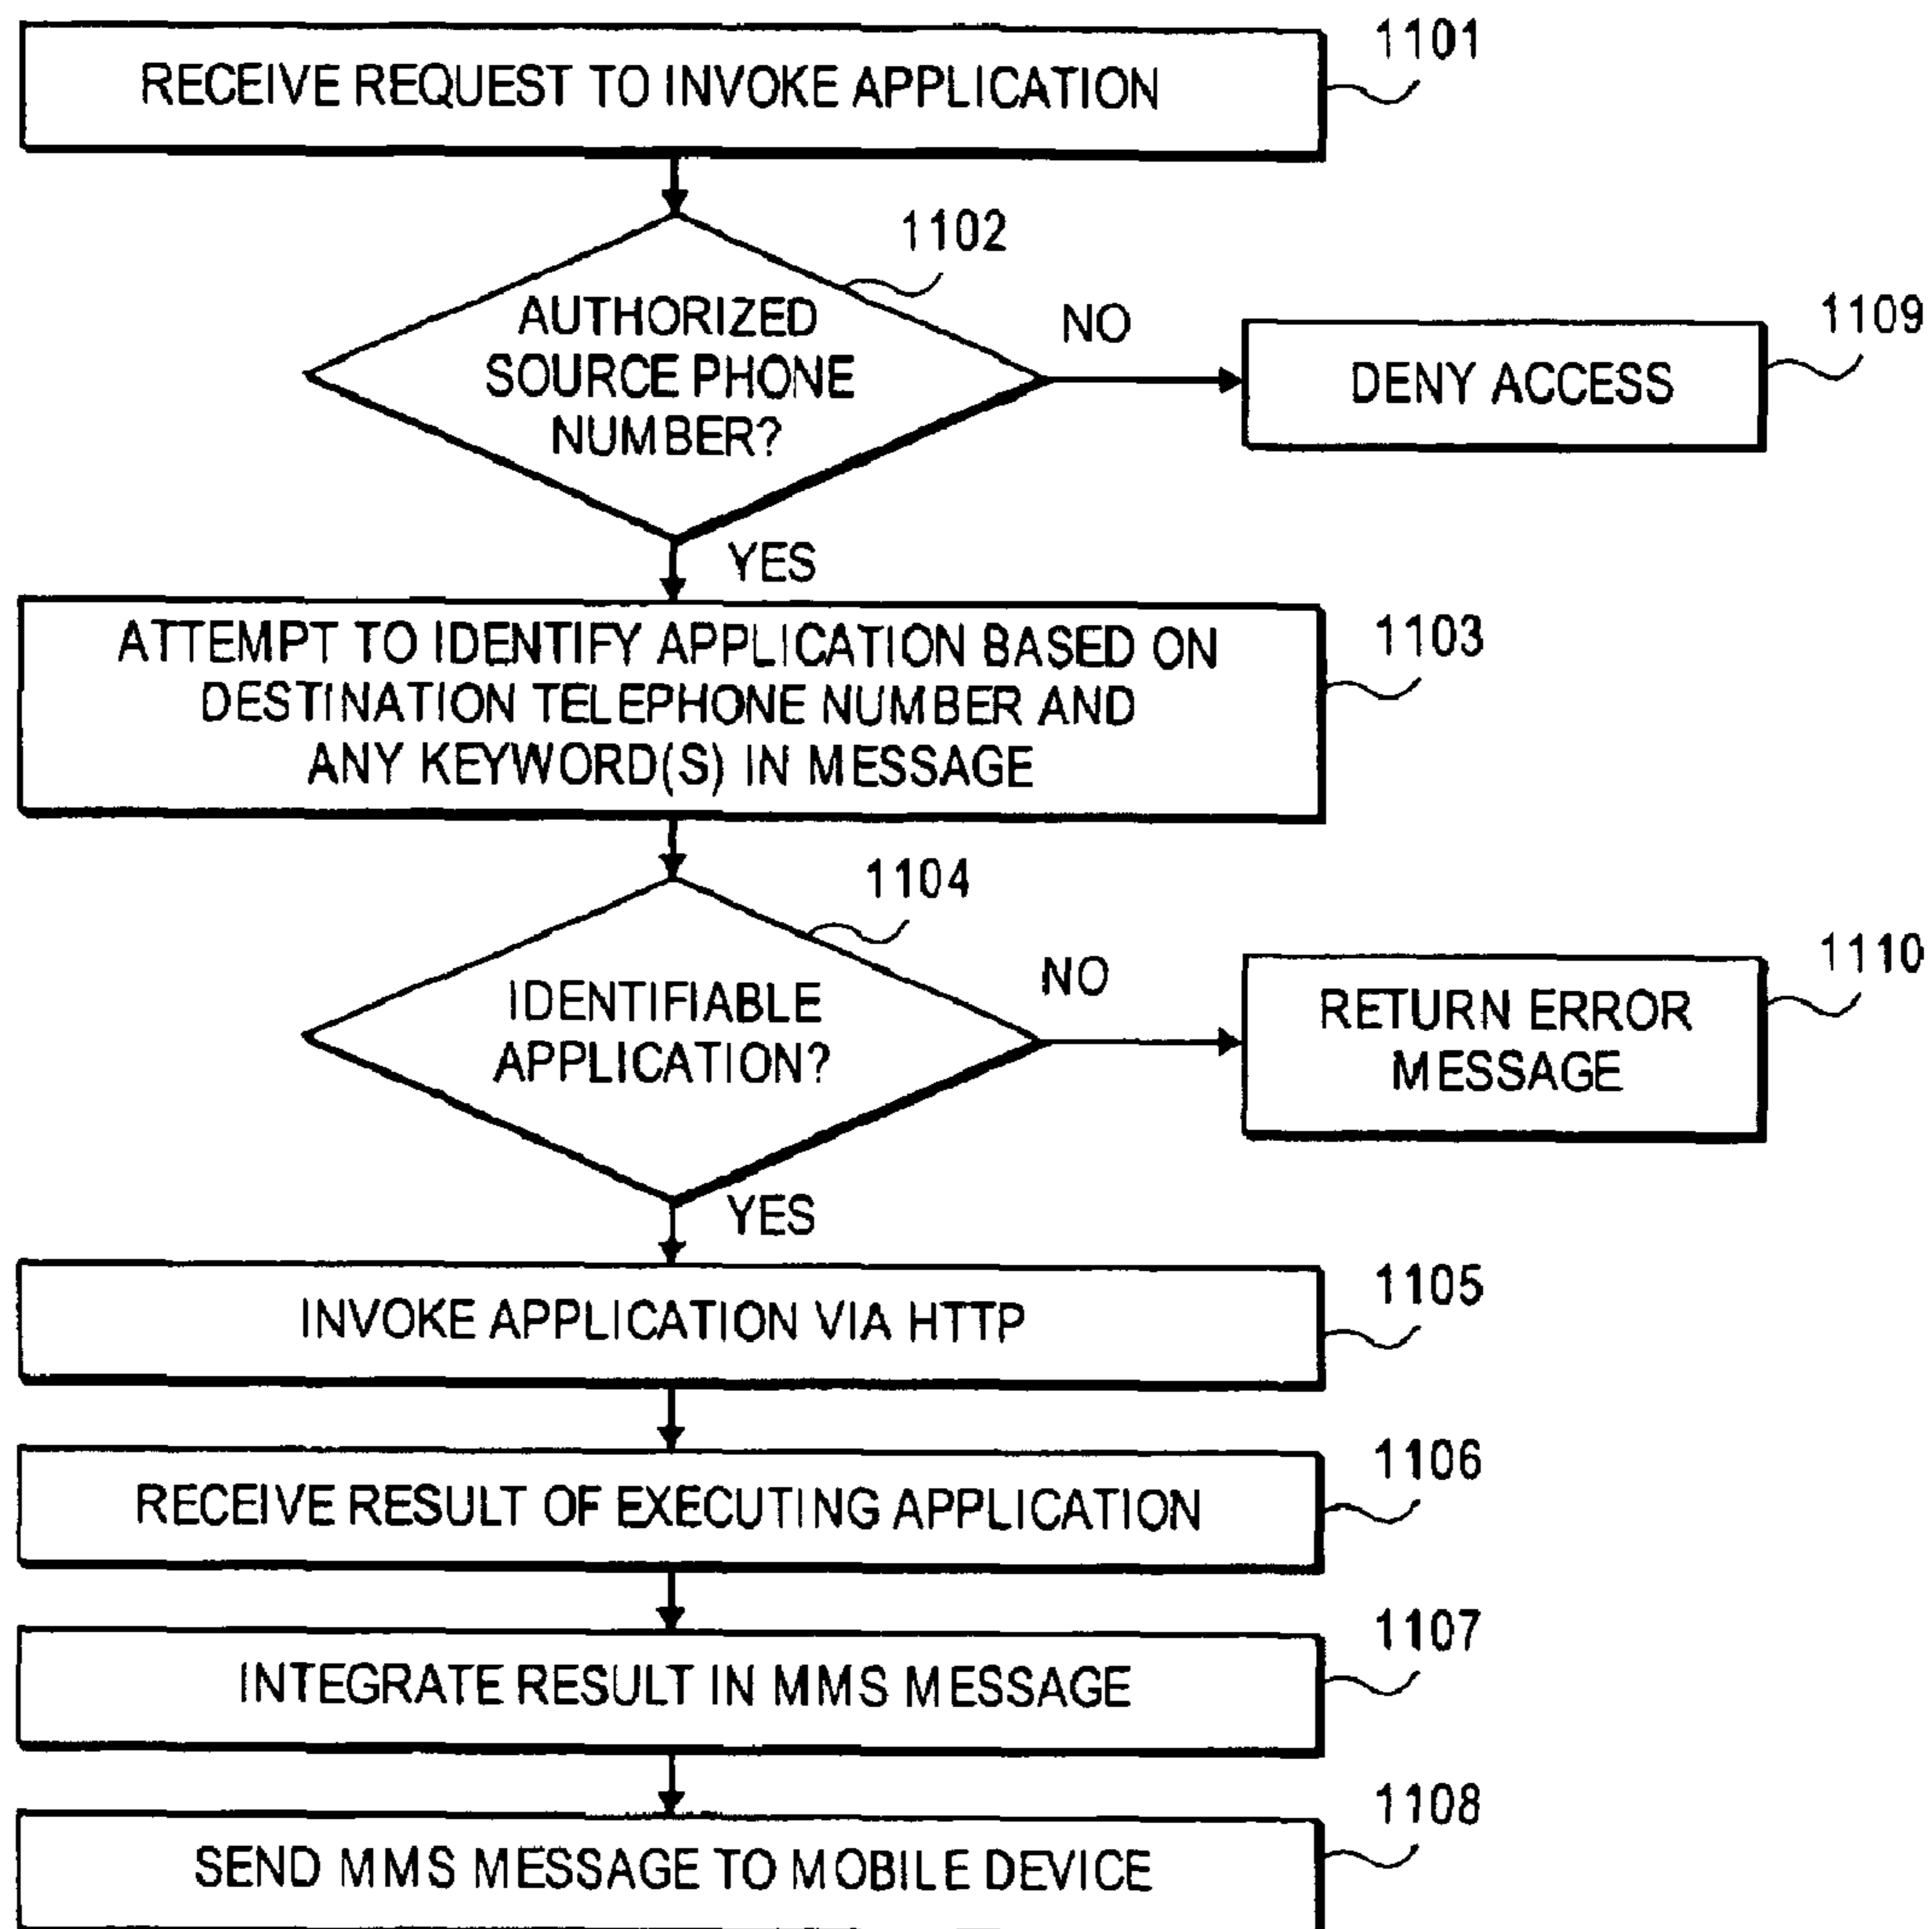 RECEIVE REQUEST TO INVOKE APPLICATION
1101
1102
AUTHORIZED
SOURCE PHONE
NUMBER?
NO
DENY ACCESS
1109
YES
ATTEMPT TO IDENTIFY APPLICATION BASED ON
DESTINATION TELEPHONE NUMBER AND
ANY KEYWORD(S) IN MESSAGE
1103
1104
IDENTIFIABLE
APPLICATION?
NO
RETURN ERROR
MESSAGE
1110
YES
INVOKE APPLICATION VIA HTTP
1105
RECEIVE RESULT OF EXECUTING APPLICATION
1106
INTEGRATE RESULT IN MMS MESSAGE
1107
SEND MMS MESSAGE TO MOBILE DEVICE
1108